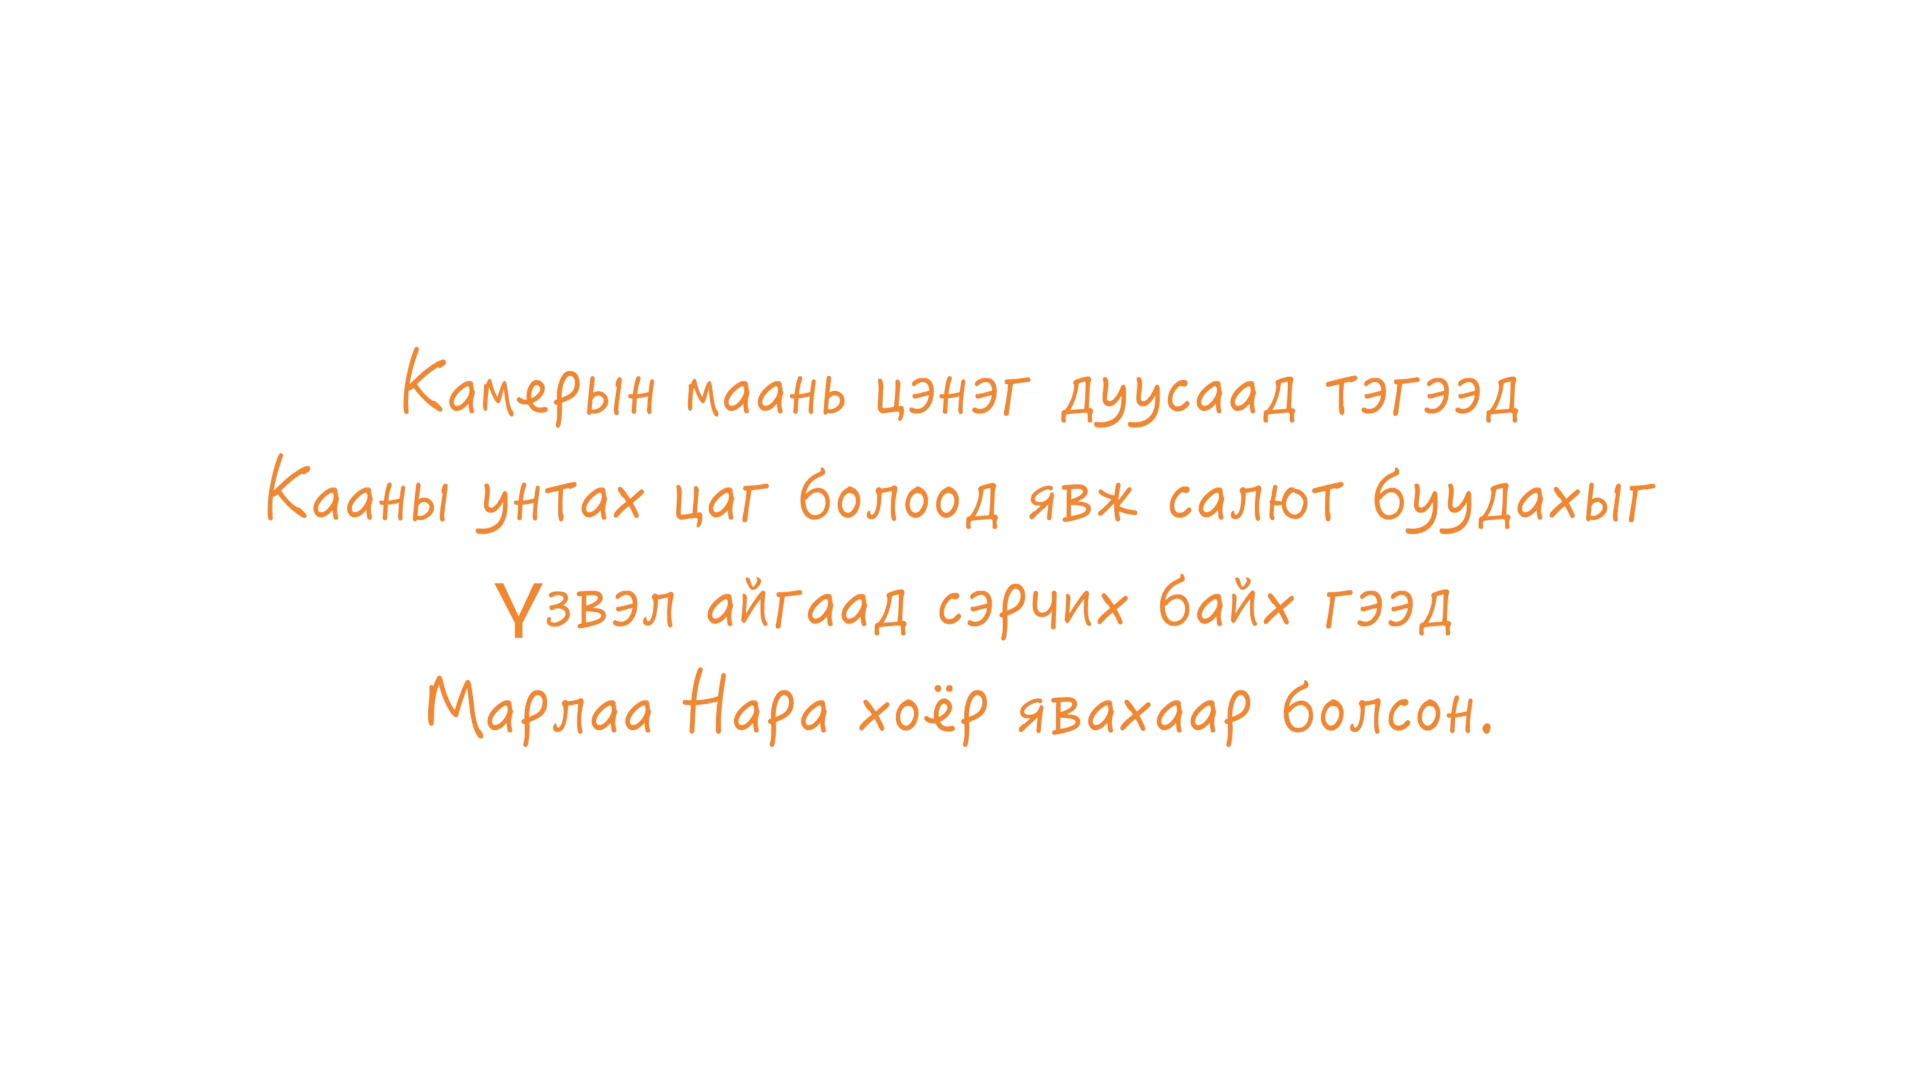 Камерын маань цэнэг дуусаад тэгээд
Кааны унтах цаг болоод явж салют буудахыг
Үзвэл айгаад сэрчих байх гээд
Марлаа Нара хоёр явахаар болсон.